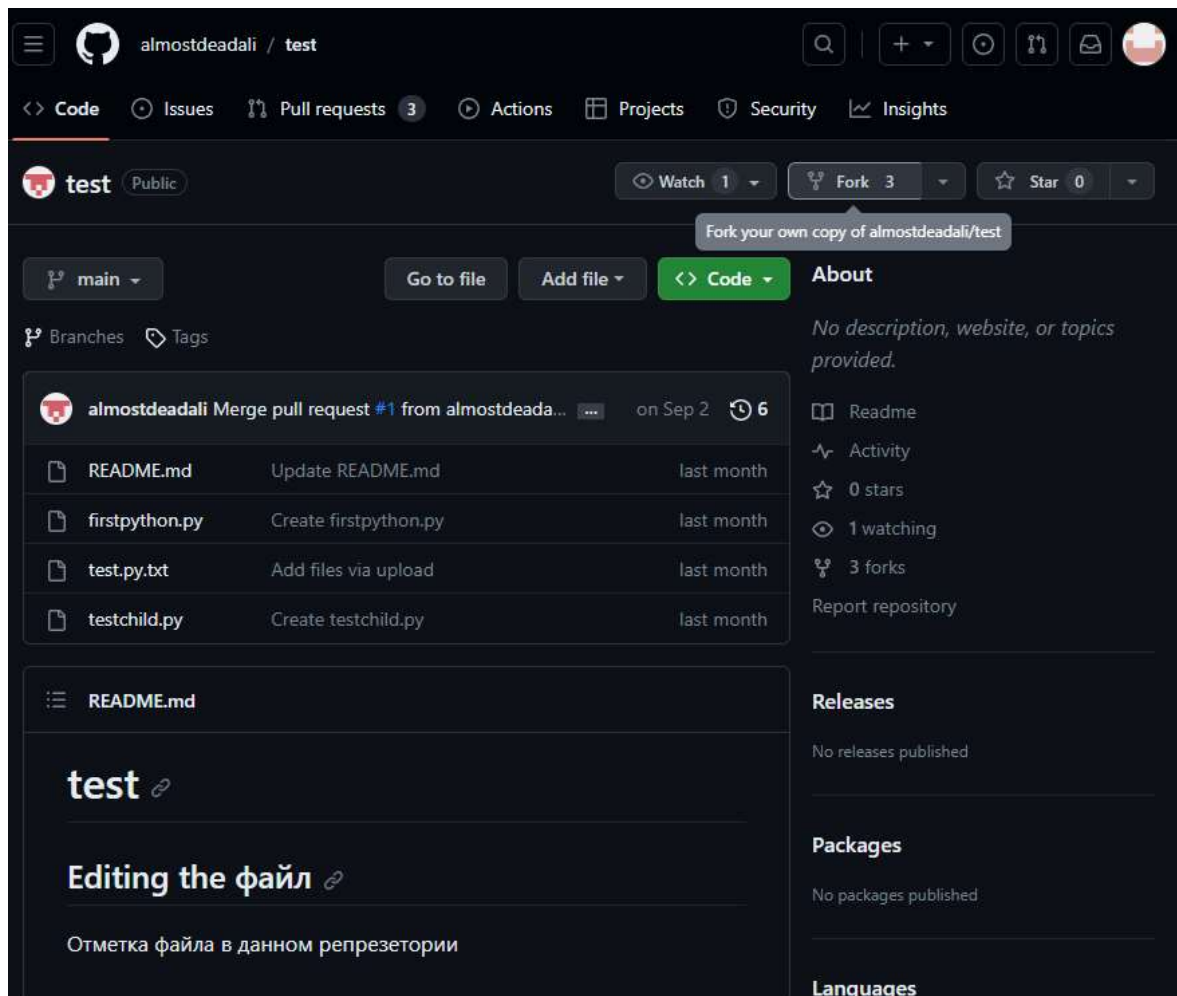 almostdeadali / test
Code Issues Pull requests 3 Actions Projects Security Insights
test Public Watch 1 Fork 3 Star 0
Fork your own copy of almostdeadali/test
main Go to file Add file Code
Branches Tags
almostdeadali Merge pull request #1 from almostdeada... ... on Sep 2 6
README.md Update README.md last month
firstpython.py Create firstpython.py last month
test.py.txt Add files via upload last month
testchild.py Create testchild.py last month
README.md
test
Editing the файл
Отметка файла в данном репрезетории
About
No description, website, or topics
provided.
Readme
Activity
0 stars
1 watching
3 forks
Report repository
Releases
No releases published
Packages
No packages published
Languages